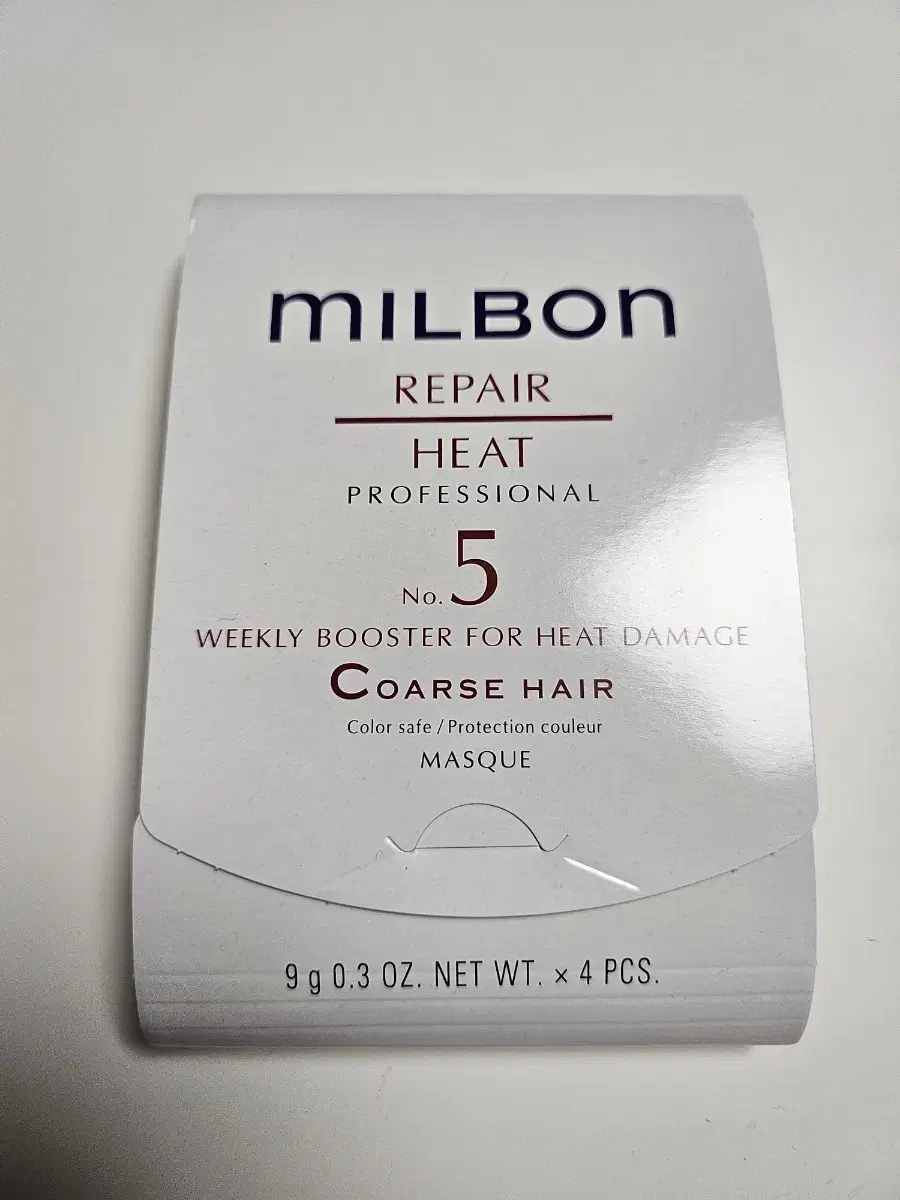 mILBOn
REPAIR
HEAT
PROFESSIONAL
No. 5
WEEKLY BOOSTER FOR HEAT DAMAGE
COARSE HAIR
Color safe / Protection couleur
MASQUE
9 g 0.3 OZ. NET WT. × 4 PCS.